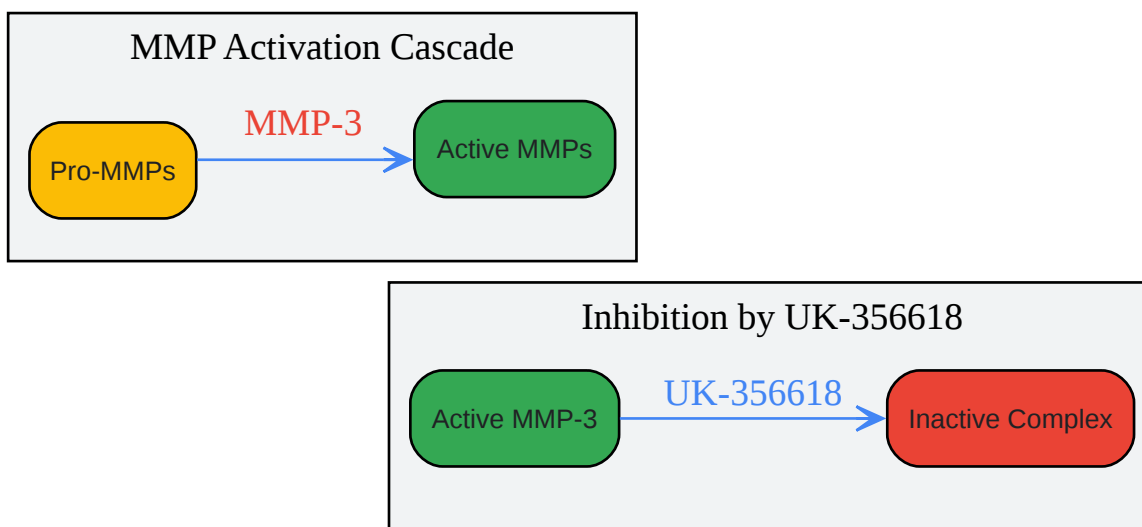 MMP Activation Cascade
MMP-3
Pro-MMPs
Active MMPs
Inhibition by UK-356618
UK-356618
Active MMP-3
Inactive Complex